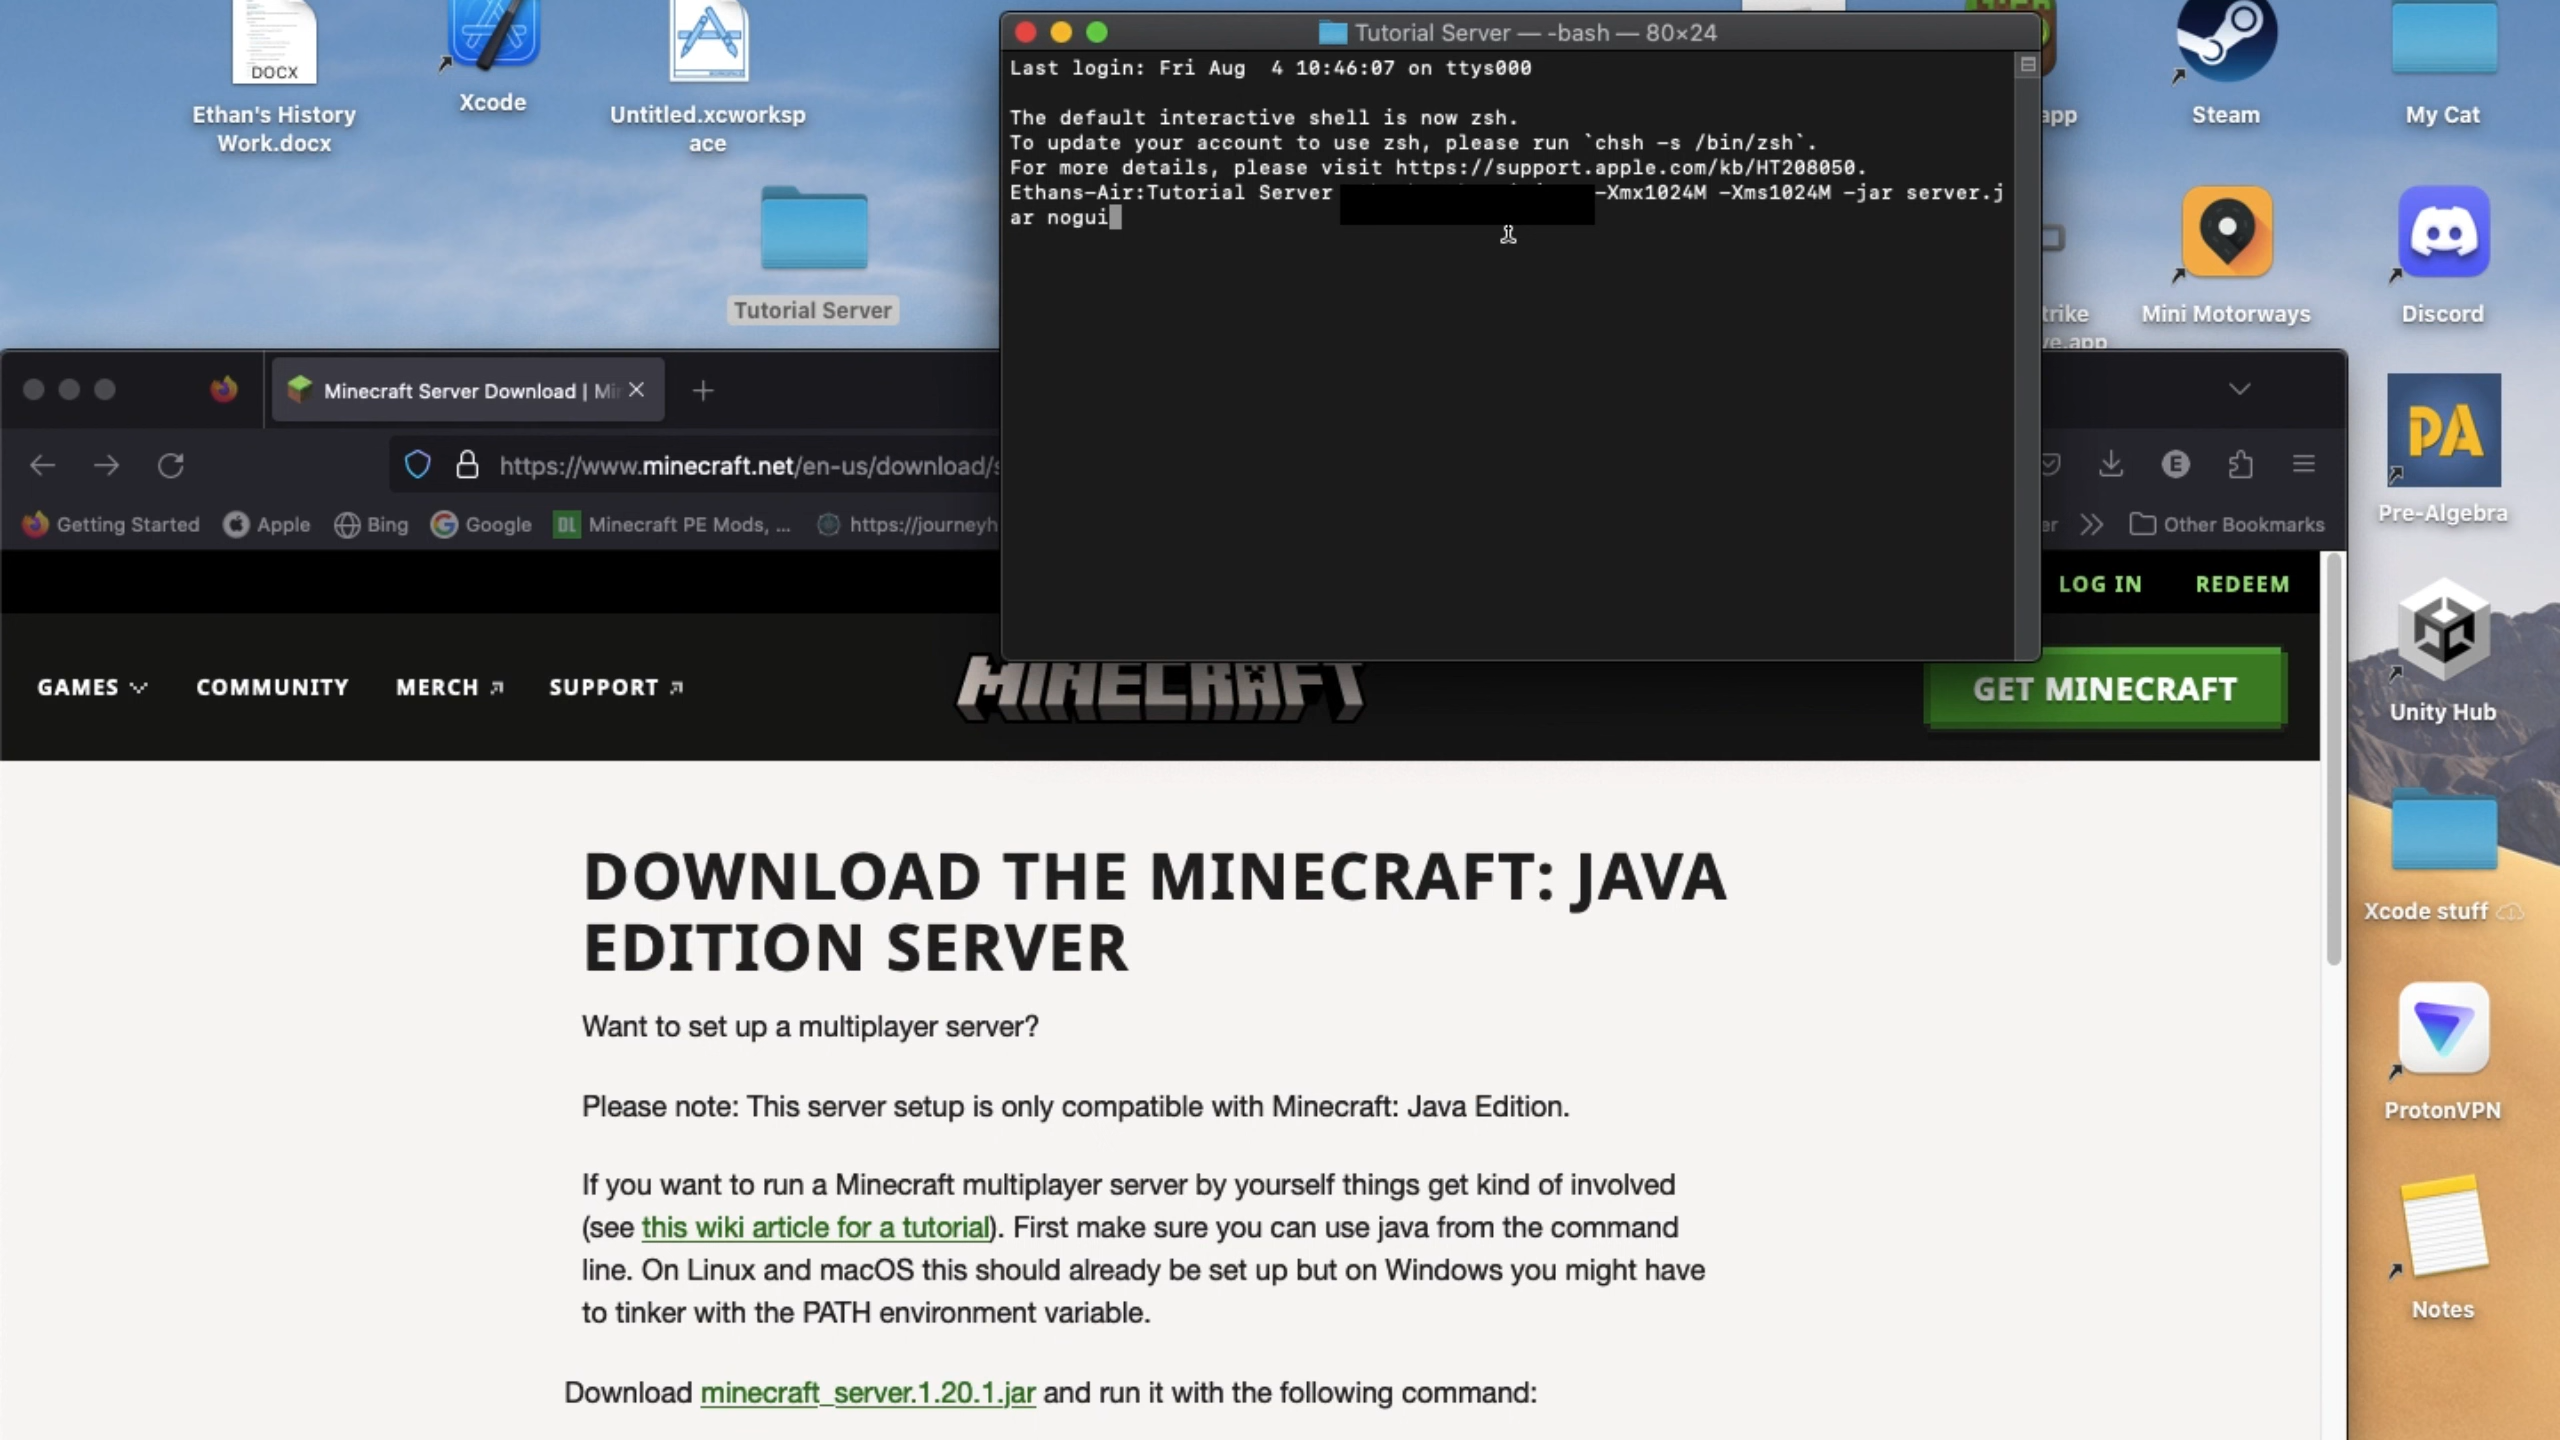 DOCX
Ethan's History
Work.docx
Xcode
Untitled.xcworksp
ace
Tutorial Server
Tutorial Server — -bash — 80×24
Last login: Fri Aug  4 10:46:07 on ttys000
The default interactive shell is now zsh.
To update your account to use zsh, please run `chsh -s /bin/zsh`.
For more details, please visit https://support.apple.com/kb/HT208050.
Ethans-Air:Tutorial Server -Xmx1024M -Xms1024M -jar server.j
ar nogui
app
Steam
My Cat
trike
ve.app
Mini Motorways
Discord
PA
Pre-Algebra
Unity Hub
Xcode stuff
ProtonVPN
Notes
Minecraft Server Download | Mi
https://www.minecraft.net/en-us/download/s
E
Getting Started
Apple
Bing
Google
DL Minecraft PE Mods, ...
https://journeyh
er
Other Bookmarks
LOG IN
REDEEM
GAMES
COMMUNITY
MERCH
SUPPORT
MINECRAFT
GET MINECRAFT
DOWNLOAD THE MINECRAFT: JAVA
EDITION SERVER
Want to set up a multiplayer server?
Please note: This server setup is only compatible with Minecraft: Java Edition.
If you want to run a Minecraft multiplayer server by yourself things get kind of involved
(see this wiki article for a tutorial). First make sure you can use java from the command
line. On Linux and macOS this should already be set up but on Windows you might have
to tinker with the PATH environment variable.
Download minecraft_server.1.20.1.jar and run it with the following command: